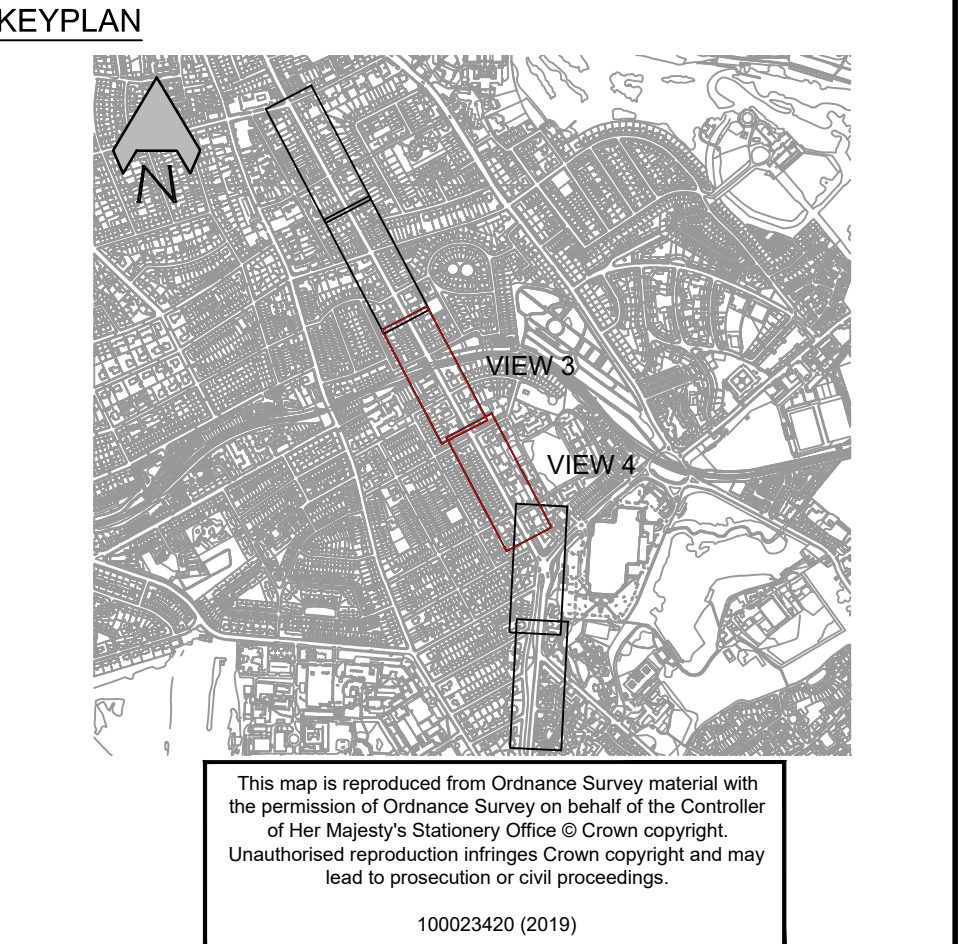 KEYPLAN
N
VIEW 3
VIEW 4
This map is reproduced from Ordnance Survey material with
the permission of Ordnance Survey on behalf of the Controller
of Her Majesty's Stationery Office © Crown copyright.
Unauthorised reproduction infringes Crown copyright and may
lead to prosecution or civil proceedings.
100023420 (2019)